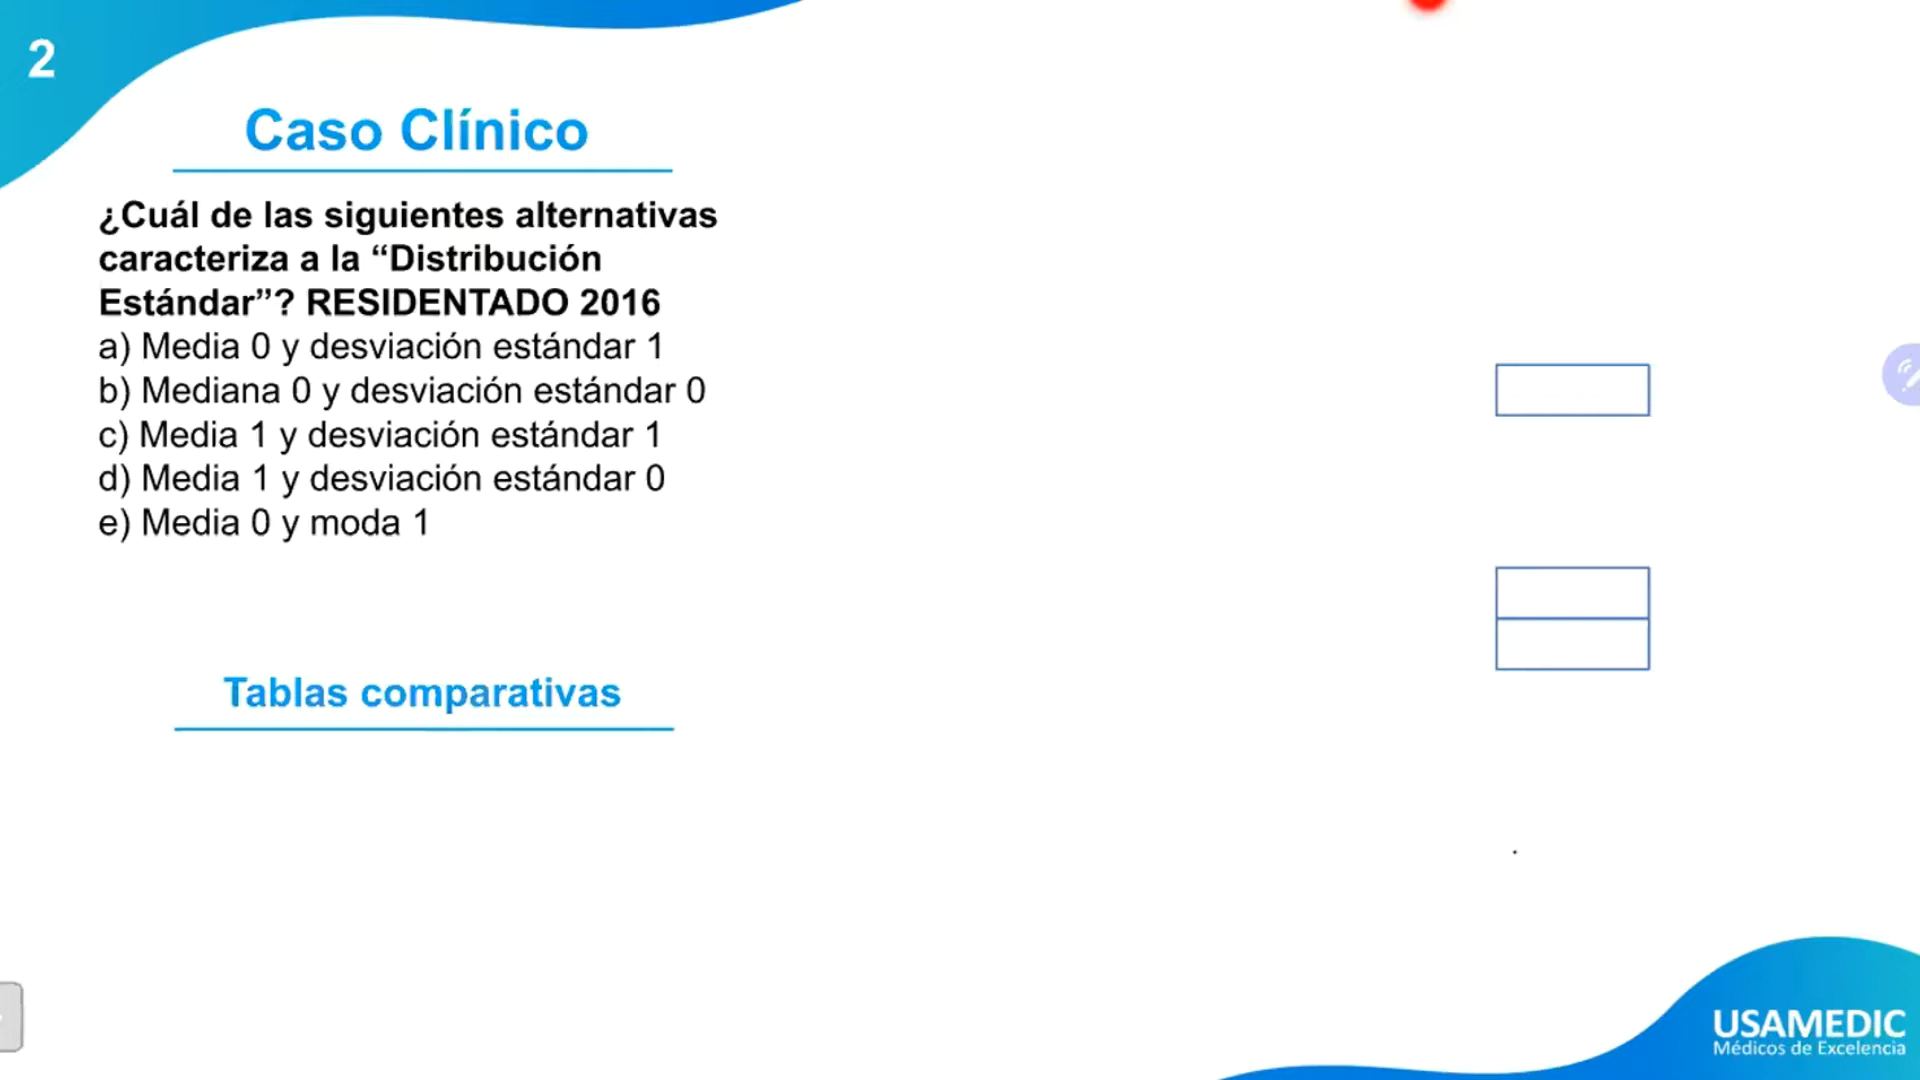 2
Caso Clínico
¿Cuál de las siguientes alternativas
caracteriza a la “Distribución
Estándar”? RESIDENTADO 2016
a) Media 0 y desviación estándar 1
b) Mediana 0 y desviación estándar 0
c) Media 1 y desviación estándar 1
d) Media 1 y desviación estándar 0
e) Media 0 y moda 1
Tablas comparativas
USAMEDIC
Médicos de Excelencia